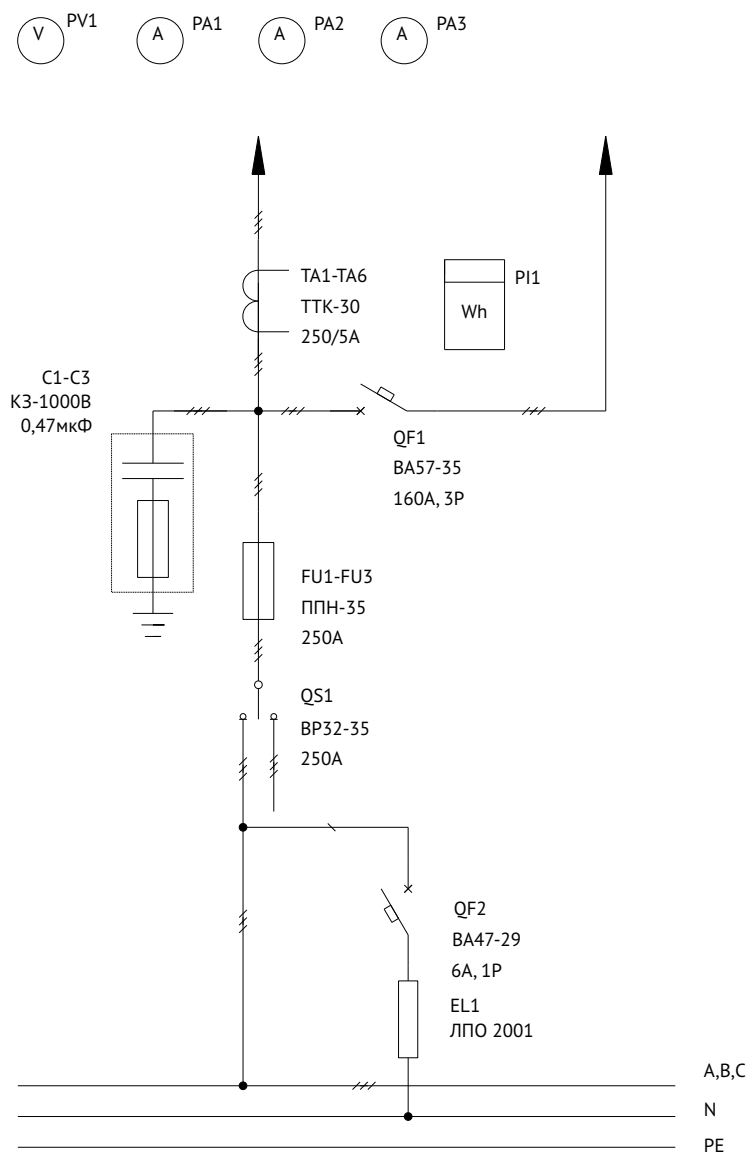 V
PV1
A
PA1
A
PA2
A
PA3
TA1-TA6
ТТК-30
250/5А
Wh
PI1
C1-C3
КЗ-1000В
0,47мкФ
QF1
ВА57-35
160А, 3Р
FU1-FU3
ППН-35
250А
QS1
ВР32-35
250А
QF2
ВА47-29
6А, 1Р
EL1
ЛПО 2001
A,B,C
N
PE